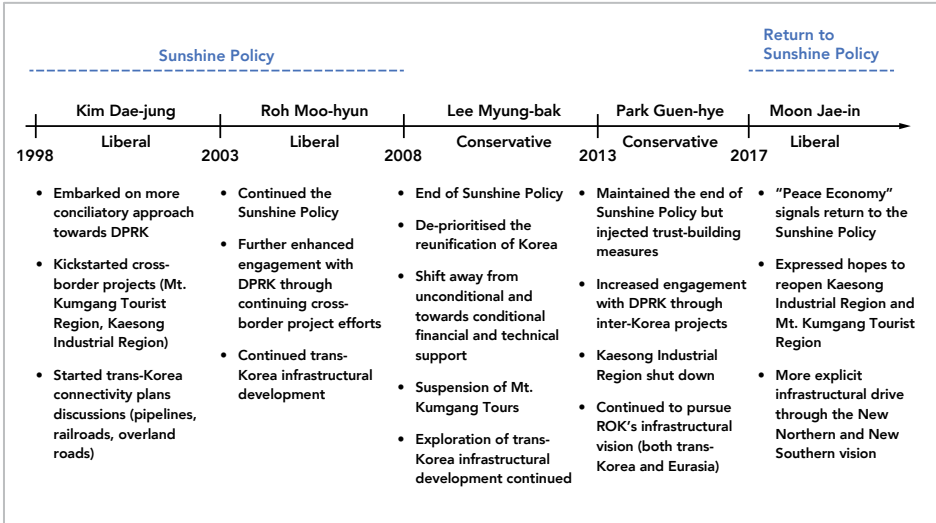 Sunshine Policy
Return to
Sunshine Policy
Kim Dae-jung
Roh Moo-hyun
Lee Myung-bak
Park Guen-hye
Moon Jae-in
Liberal
Liberal
Conservative
Conservative
Liberal
1998
2003
2008
2013
2017
• Embarked on more
conciliatory approach
towards DPRK
• Kickstarted cross-
border projects (Mt.
Kumgang Tourist
Region, Kaesong
Industrial Region)
• Started trans-Korea
connectivity plans
discussions (pipelines,
railroads, overland
roads)
• Continued the
Sunshine Policy
• Further enhanced
engagement with
DPRK through
continuing cross-
border project efforts
• Continued trans-
Korea infrastructural
development
• End of Sunshine Policy
• De-prioritised the
reunification of Korea
• Shift away from
unconditional and
towards conditional
financial and technical
support
• Suspension of Mt.
Kumgang Tours
• Exploration of trans-
Korea infrastructural
development continued
• Maintained the end of
Sunshine Policy but
injected trust-building
measures
• Increased engagement
with DPRK through
inter-Korea projects
• Kaesong Industrial
Region shut down
• Continued to pursue
ROK's infrastructural
vision (both trans-
Korea and Eurasia)
• “Peace Economy”
signals return to the
Sunshine Policy
• Expressed hopes to
reopen Kaesong
Industrial Region and
Mt. Kumgang Tourist
Region
• More explicit
infrastructural drive
through the New
Northern and New
Southern vision